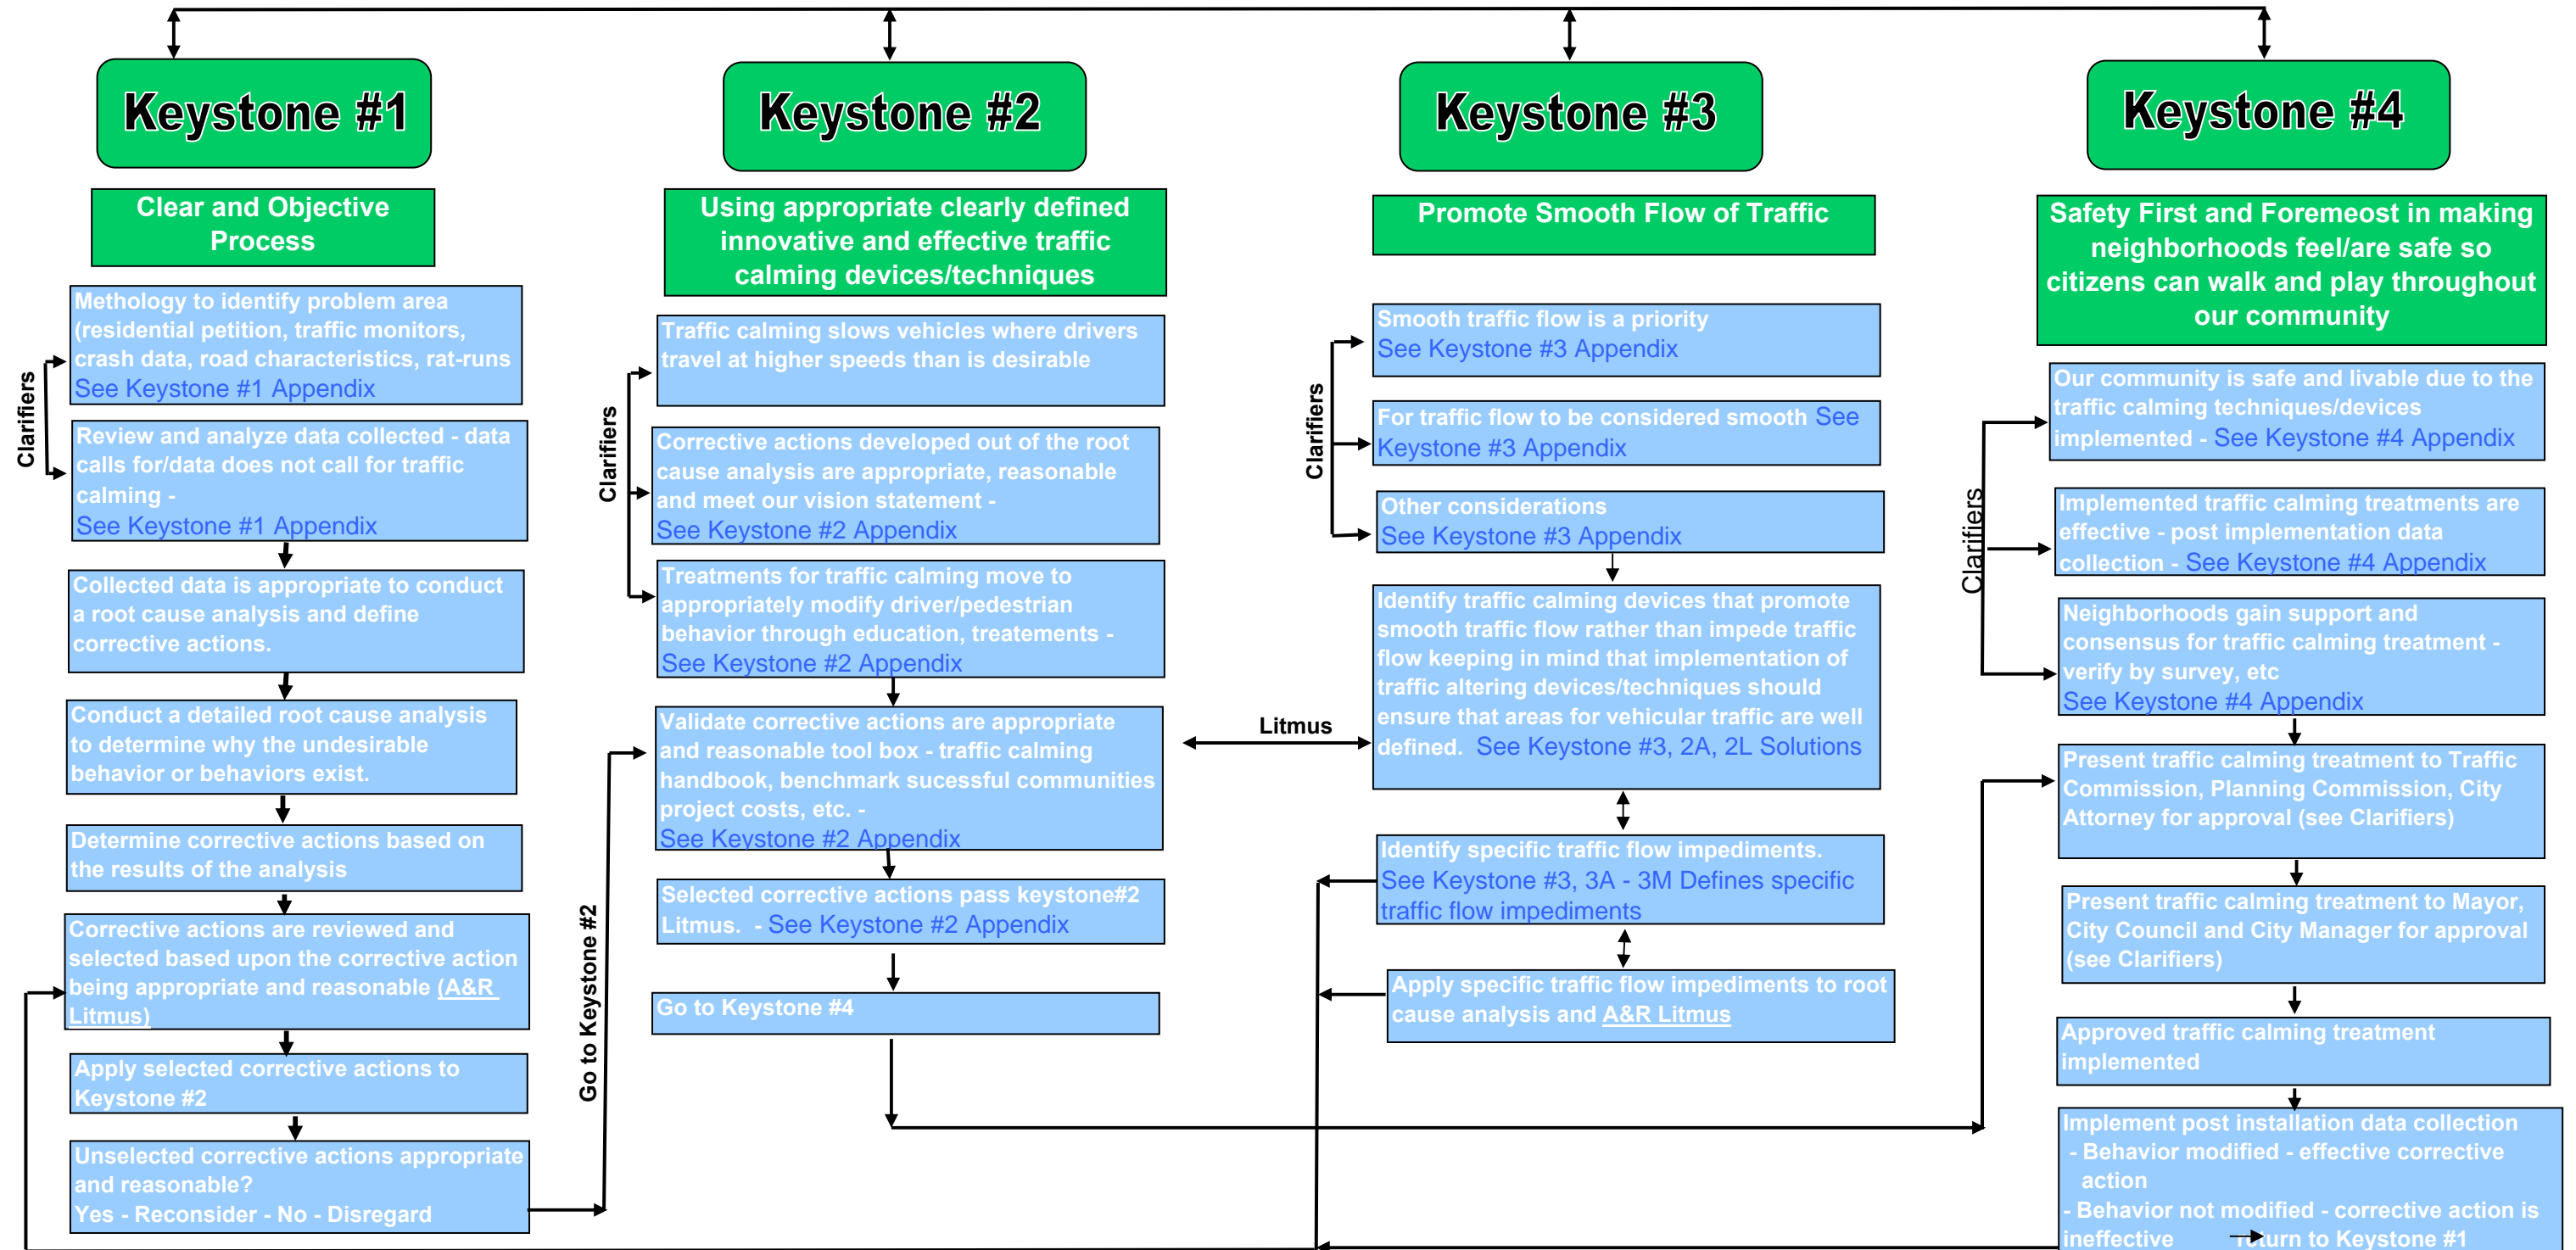 Keystone #1
Clear and Objective
Process
Clarifiers
Methology to identify problem area
(residential petition, traffic monitors,
crash data, road characteristics, rat-runs
See Keystone #1 Appendix
Review and analyze data collected - data
calls for/data does not call for traffic
calming -
See Keystone #1 Appendix
Collected data is appropriate to conduct
a root cause analysis and define
corrective actions.
Conduct a detailed root cause analysis
to determine why the undesirable
behavior or behaviors exist.
Determine corrective actions based on
the results of the analysis
Corrective actions are reviewed and
selected based upon the corrective action
being appropriate and reasonable (A&R
Litmus)
Apply selected corrective actions to
Keystone #2
Unselected corrective actions appropriate
and reasonable?
Yes - Reconsider - No - Disregard
Go to Keystone #2
Keystone #2
Using appropriate clearly defined
innovative and effective traffic
calming devices/techniques
Clarifiers
Traffic calming slows vehicles where drivers
travel at higher speeds than is desirable
Corrective actions developed out of the root
cause analysis are appropriate, reasonable
and meet our vision statement -
See Keystone #2 Appendix
Treatments for traffic calming move to
appropriately modify driver/pedestrian
behavior through education, treatements -
See Keystone #2 Appendix
Validate corrective actions are appropriate
and reasonable tool box - traffic calming
handbook, benchmark sucessful communities
project costs, etc. -
See Keystone #2 Appendix
Selected corrective actions pass keystone#2
Litmus.  - See Keystone #2 Appendix
Go to Keystone #4
Litmus
Keystone #3
Promote Smooth Flow of Traffic
Clarifiers
Smooth traffic flow is a priority
See Keystone #3 Appendix
For traffic flow to be considered smooth See
Keystone #3 Appendix
Other considerations
See Keystone #3 Appendix
Identify traffic calming devices that promote
smooth traffic flow rather than impede traffic
flow keeping in mind that implementation of
traffic altering devices/techniques should
ensure that areas for vehicular traffic are well
defined.  See Keystone #3, 2A, 2L Solutions
Identify specific traffic flow impediments.
See Keystone #3, 3A - 3M Defines specific
traffic flow impediments
Apply specific traffic flow impediments to root
cause analysis and A&R Litmus
Keystone #4
Safety First and Foremeost in making
neighborhoods feel/are safe so
citizens can walk and play throughout
our community
Clarifiers
Our community is safe and livable due to the
traffic calming techniques/devices
implemented - See Keystone #4 Appendix
Implemented traffic calming treatments are
effective - post implementation data
collection - See Keystone #4 Appendix
Neighborhoods gain support and
consensus for traffic calming treatment -
verify by survey, etc
See Keystone #4 Appendix
Present traffic calming treatment to Traffic
Commission, Planning Commission, City
Attorney for approval (see Clarifiers)
Present traffic calming treatment to Mayor,
City Council and City Manager for approval
(see Clarifiers)
Approved traffic calming treatment
implemented
Implement post installation data collection
- Behavior modified - effective corrective
action
- Behavior not modified - corrective action is
ineffective return to Keystone #1